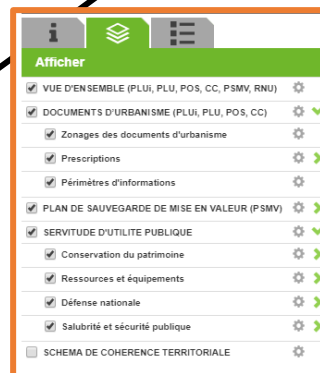 Afficher
VUE D'ENSEMBLE (PLUi, PLU, POS, CC, PSMV, RNU)
DOCUMENTS D'URBANISME (PLUi, PLU, POS, CC)
Zonages des documents d'urbanisme
Prescriptions
Périmètres d'informations
PLAN DE SAUVEGARDE DE MISE EN VALEUR (PSMV)
SERVITUDE D'UTILITE PUBLIQUE
Conservation du patrimoine
Ressources et équipements
Défense nationale
Salubrité et sécurité publique
SCHEMA DE COHERENCE TERRITORIALE